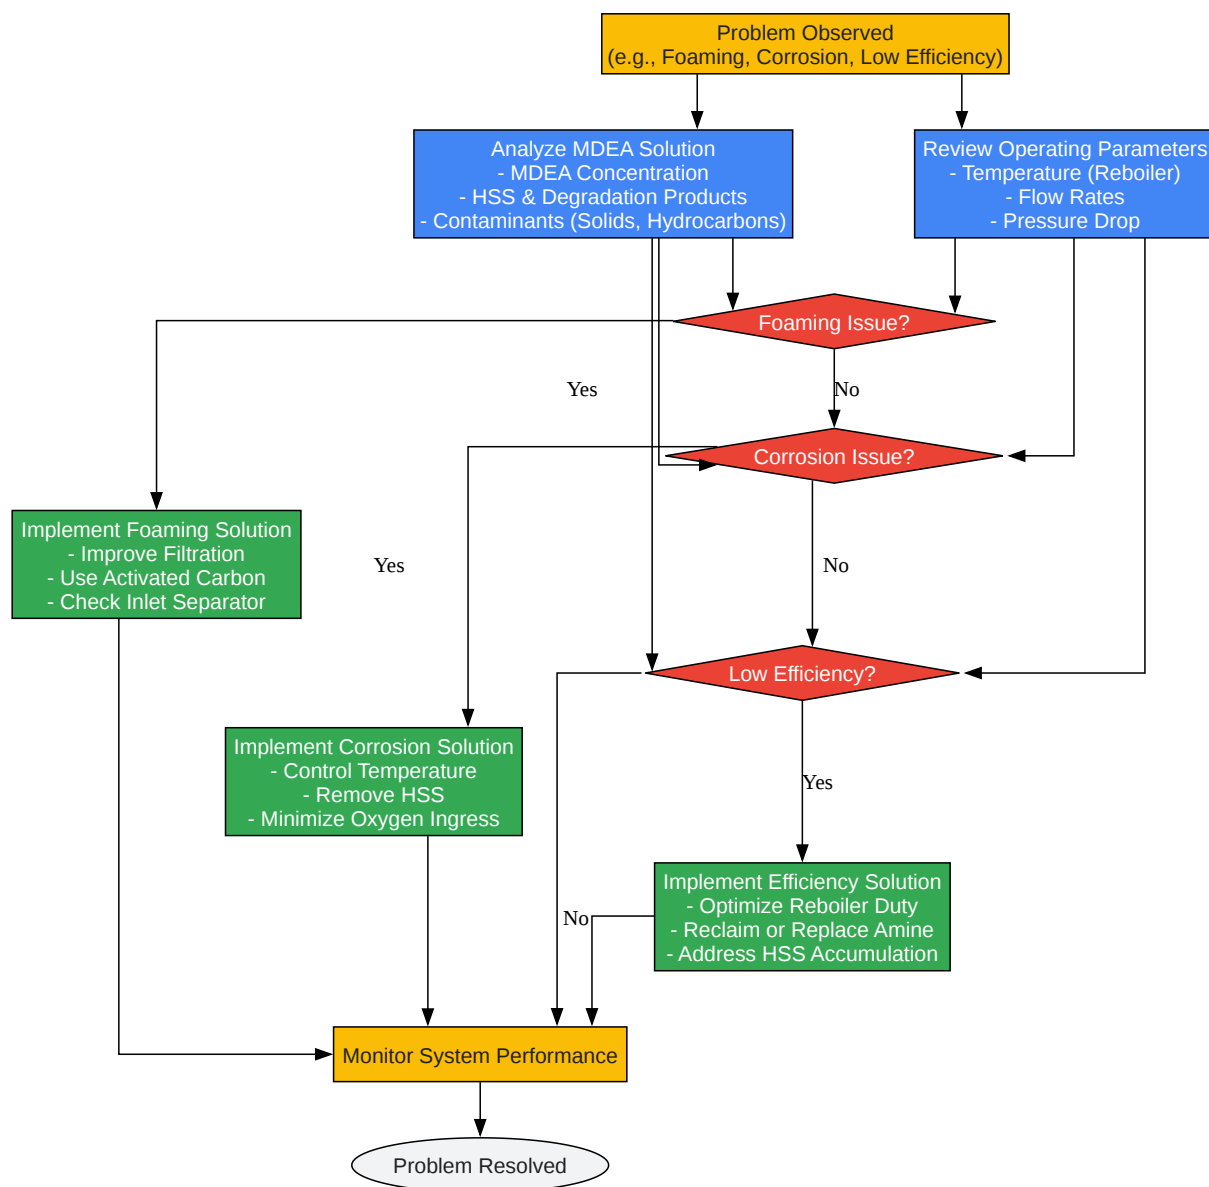 Problem Observed
(e.g., Foaming, Corrosion, Low Efficiency)
Analyze MDEA Solution
- MDEA Concentration
- HSS & Degradation Products
- Contaminants (Solids, Hydrocarbons)
Review Operating Parameters
- Temperature (Reboiler)
- Flow Rates
- Pressure Drop
Foaming Issue?
Yes
No
Corrosion Issue?
Implement Foaming Solution
- Improve Filtration
- Use Activated Carbon
- Check Inlet Separator
Yes
No
Low Efficiency?
Implement Corrosion Solution
- Control Temperature
- Remove HSS
- Minimize Oxygen Ingress
Yes
Implement Efficiency Solution
- Optimize Reboiler Duty
- Reclaim or Replace Amine
- Address HSS Accumulation
No
Monitor System Performance
Problem Resolved